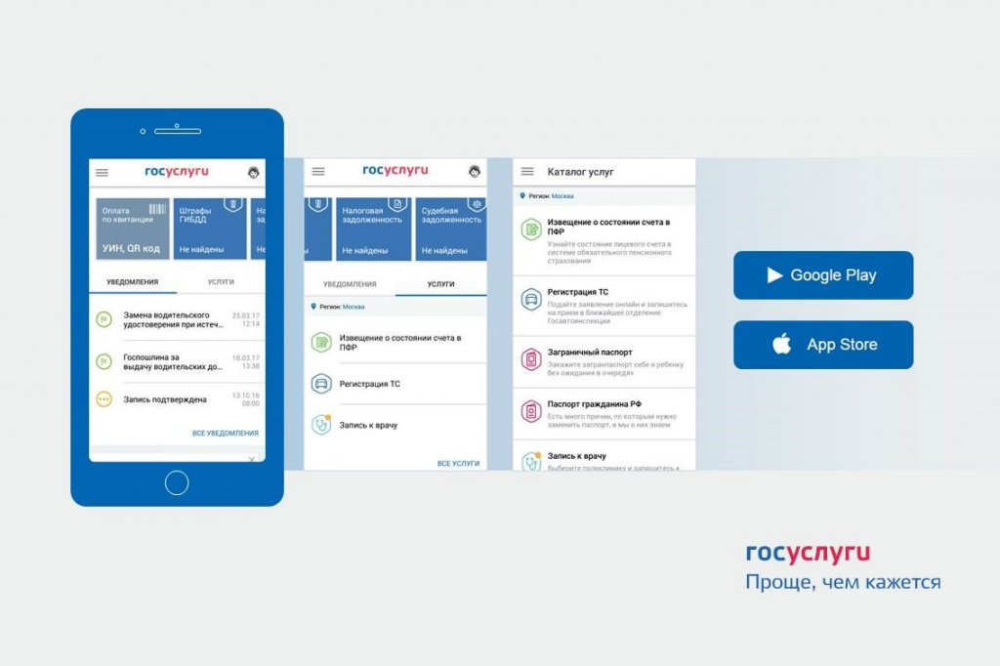 госуслуги
Оплата
по квитанции
УИН, QR код
Штрафы
ГИБДД
Не найдены
На
за
Не
УВЕДОМЛЕНИЯ
УСЛУГИ
Замена водительского
удостоверения при истеч...
25.03.17
12:14
Госпошлина за
выдачу водительских до...
18.03.17
13:38
Запись подтверждена
13.10.16
08:00
ВСЕ УВЕДОМЛЕНИЯ
госуслуги
Налоговая
задолженность
Не найдены
Судебная
задолженность
Не найдены
УВЕДОМЛЕНИЯ
УСЛУГИ
Регион: Москва
Извещение о состоянии счета в
ПФР
Регистрация ТС
Запись к врачу
ВСЕ УСЛУГИ
Каталог услуг
Регион: Москва
Извещение о состоянии счета в
ПФР
Узнайте состояние лицевого счета в
системе обязательного пенсионного
страхования
Регистрация ТС
Подайте заявление онлайн и запишитесь
на прием в ближайшее отделение
Госавтоинспекции
Заграничный паспорт
Закажите загранпаспорт себе и ребенку
без ожидания в очередях
Паспорт гражданина РФ
Есть много причин, по которым нужно
заменить паспорт, и мы о них знаем
Запись к врачу
Выберите поликлинику и запишитесь к
Google Play
App Store
госуслуги
Проще, чем кажется